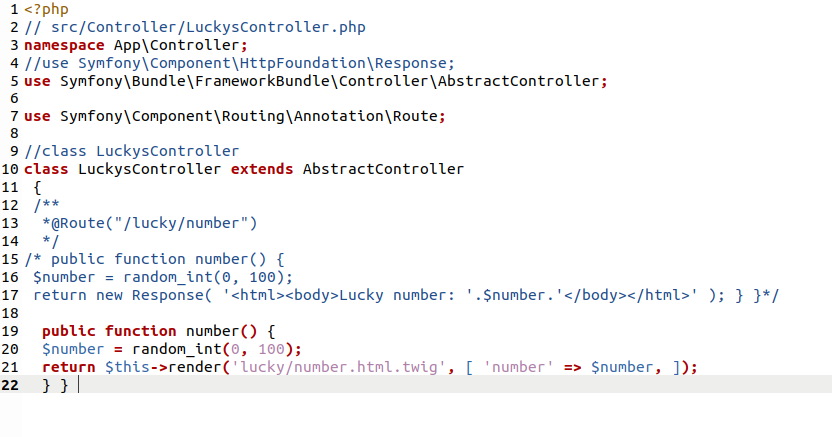 1 <?php
2 // src/Controller/LuckysController.php
3 namespace App\Controller;
4 //use Symfony\Component\HttpFoundation\Response;
5 use Symfony\Bundle\FrameworkBundle\Controller\AbstractController;
6
7 use Symfony\Component\Routing\Annotation\Route;
8
9 //class LuckysController
10 class LuckysController extends AbstractController
11 {
12 /**
13 *@Route("/lucky/number")
14 */
15 /* public function number() {
16 $number = random_int(0, 100);
17 return new Response( '<html><body>Lucky number: '.$number.'</body></html>' ); } }*/
18
19 public function number() {
20 $number = random_int(0, 100);
21 return $this->render('lucky/number.html.twig', [ 'number' => $number, ]);
22 } }